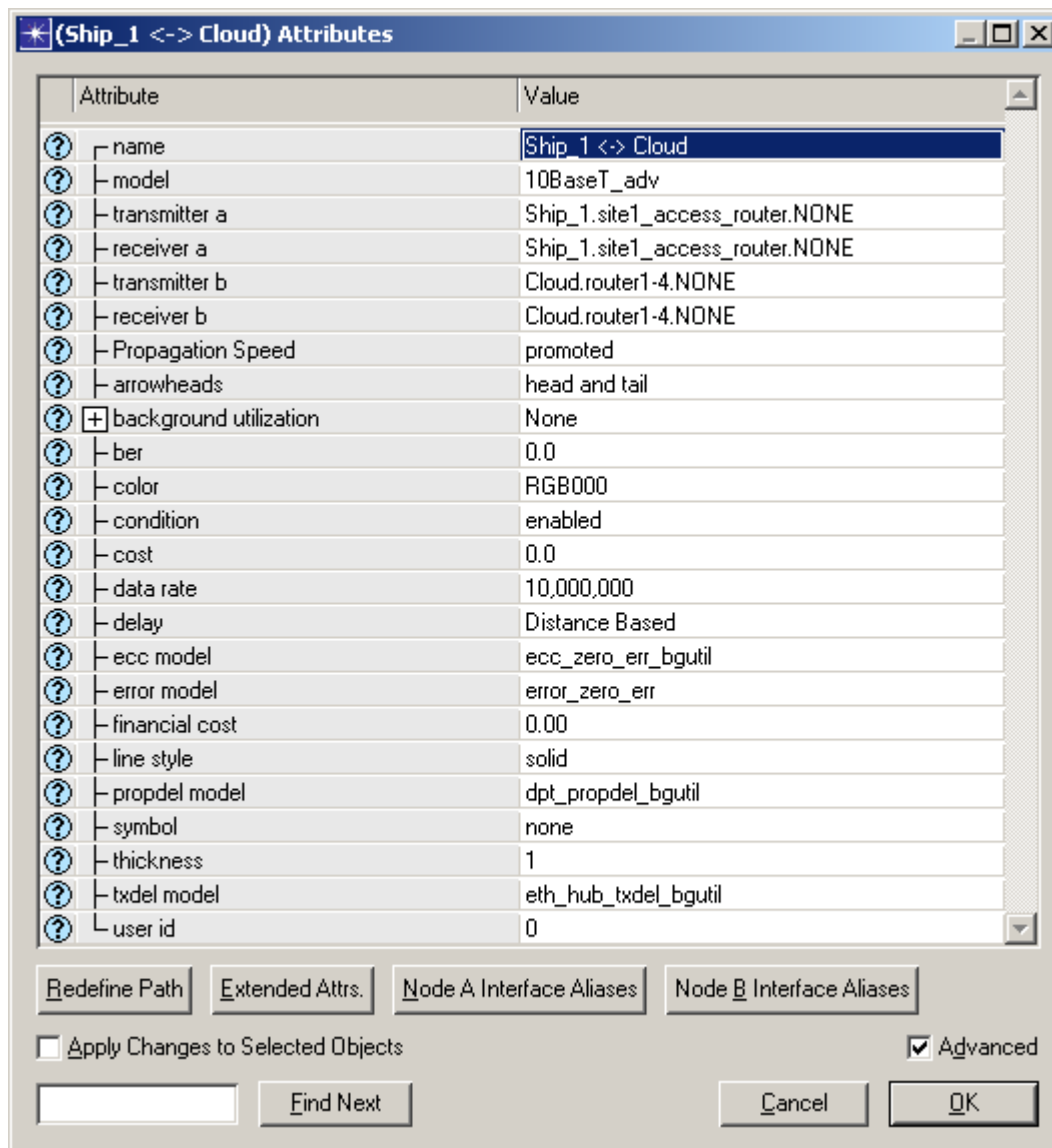 (Ship_1 <-> Cloud) Attributes
Attribute Value
name Ship_1 <-> Cloud
model 10BaseT_adv
transmitter a Ship_1.site1_access_router.NONE
receiver a Ship_1.site1_access_router.NONE
transmitter b Cloud.router1-4.NONE
receiver b Cloud.router1-4.NONE
Propagation Speed promoted
arrowheads head and tail
background utilization None
ber 0.0
color RGB000
condition enabled
cost 0.0
data rate 10,000,000
delay Distance Based
ecc model ecc_zero_err_bgutil
error model error_zero_err
financial cost 0.00
line style solid
propdel model dpt_propdel_bgutil
symbol none
thickness 1
txdel model eth_hub_txdel_bgutil
user id 0
Redefine Path Extended Attrs. Node A Interface Aliases Node B Interface Aliases
Apply Changes to Selected Objects Advanced
Find Next Cancel OK